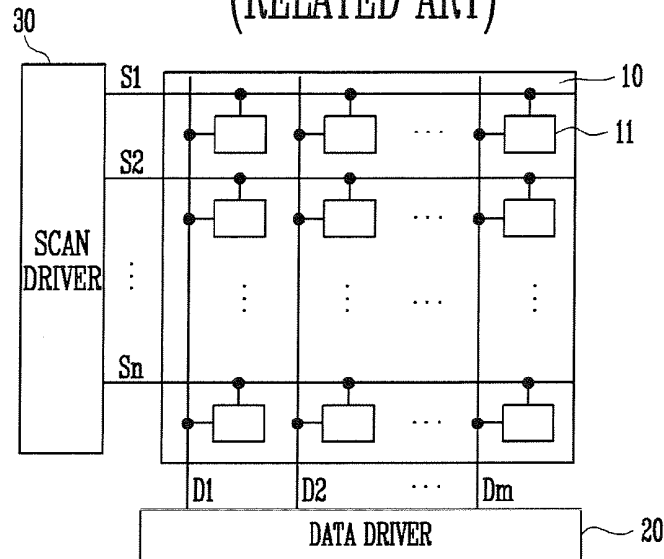 (RELATED ART)
30
S1
10
11
S2
SCAN
DRIVER
Sn
D1 D2 ... Dm
DATA DRIVER
20